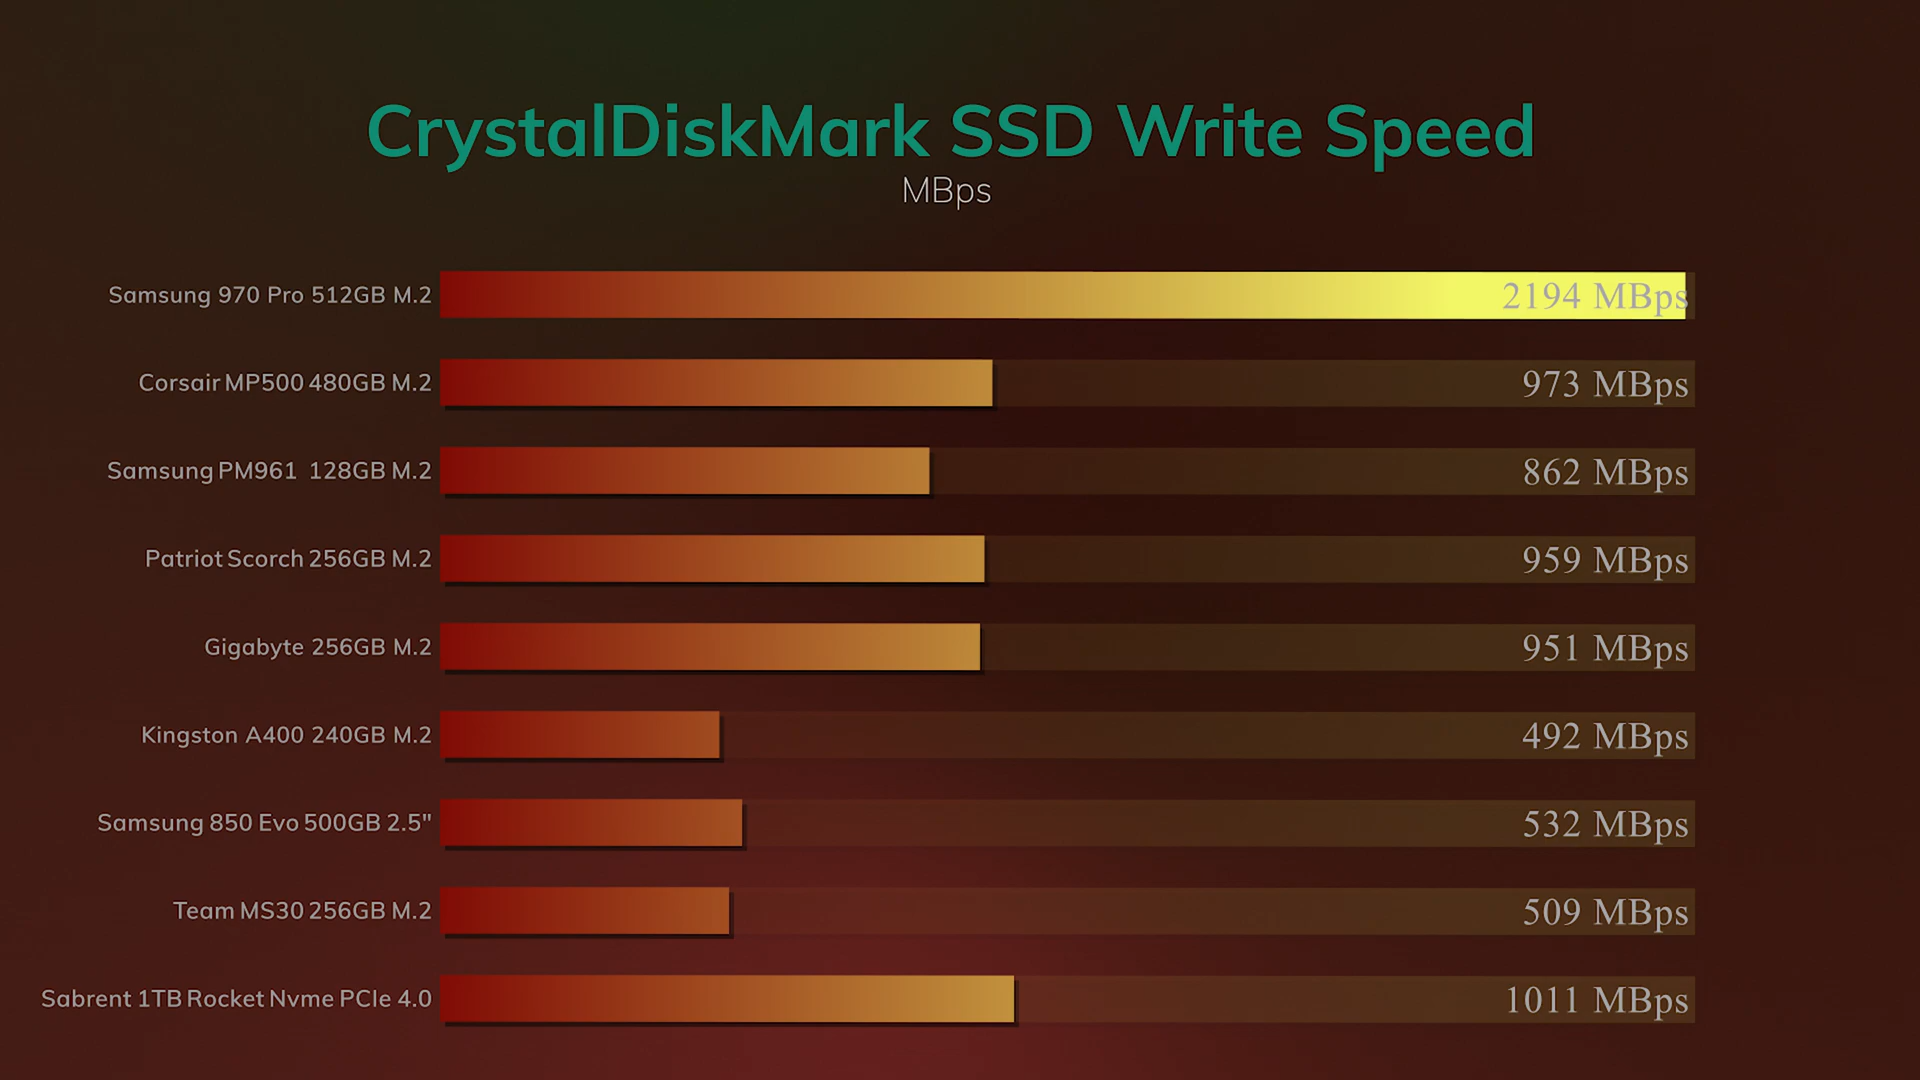 CrystalDiskMark SSD Write Speed
MBps
Samsung 970 Pro 512GB M.2 2194 MBps
Corsair MP500 480GB M.2 973 MBps
Samsung PM961 128GB M.2 862 MBps
Patriot Scorch 256GB M.2 959 MBps
Gigabyte 256GB M.2 951 MBps
Kingston A400 240GB M.2 492 MBps
Samsung 850 Evo 500GB 2.5" 532 MBps
Team MS30 256GB M.2 509 MBps
Sabrent 1TB Rocket Nvme PCIe 4.0 1011 MBps